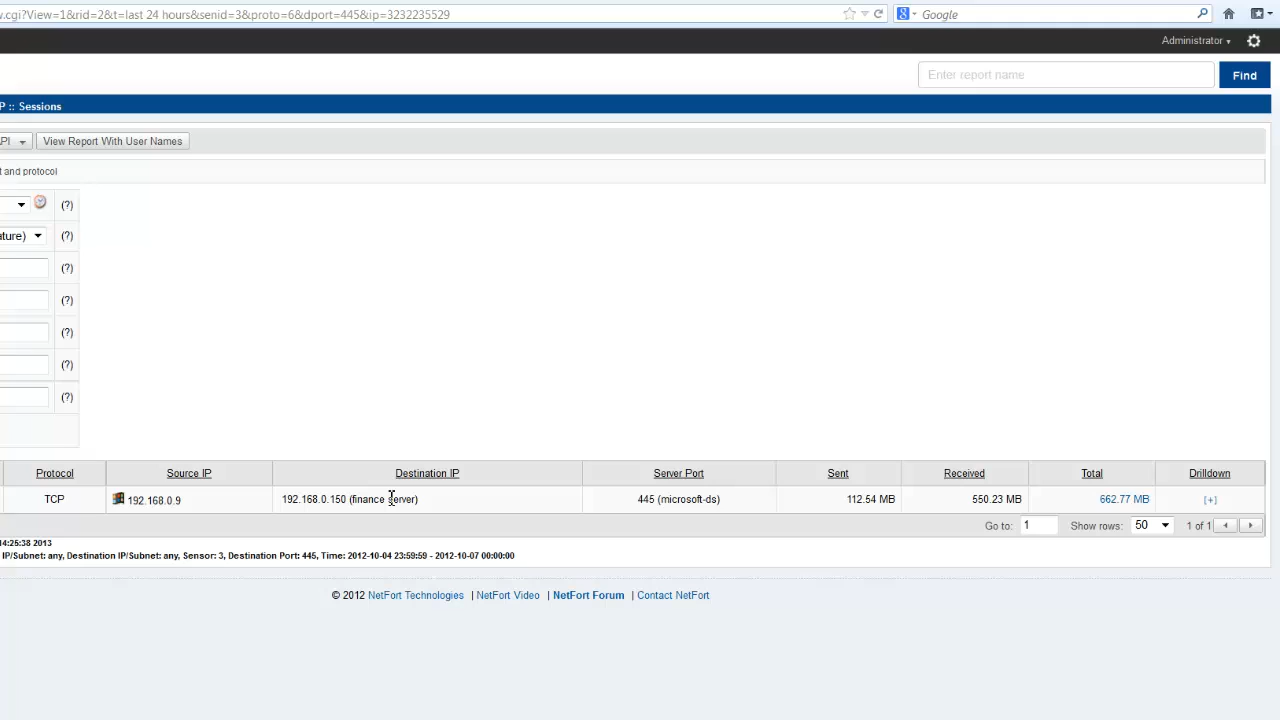 w.cgi?View=1&rid=2&t=last 24 hours&senid=3&proto=6&dport=445&ip=3232235529
Google
Administrator
Enter report name
Find
P :: Sessions
PI
View Report With User Names
t and protocol
(?)
ature)
(?)
(?)
(?)
(?)
(?)
(?)
Protocol Source IP Destination IP Server Port Sent Received Total Drilldown
TCP 192.168.0.9 192.168.0.150 (finance server) 445 (microsoft-ds) 112.54 MB 550.23 MB 662.77 MB [+]
Go to: 1 Show rows: 50 1 of 1
14:25:38 2013
IP/Subnet: any, Destination IP/Subnet: any, Sensor: 3, Destination Port: 445, Time: 2012-10-04 23:59:59 - 2012-10-07 00:00:00
© 2012 NetFort Technologies | NetFort Video | NetFort Forum | Contact NetFort